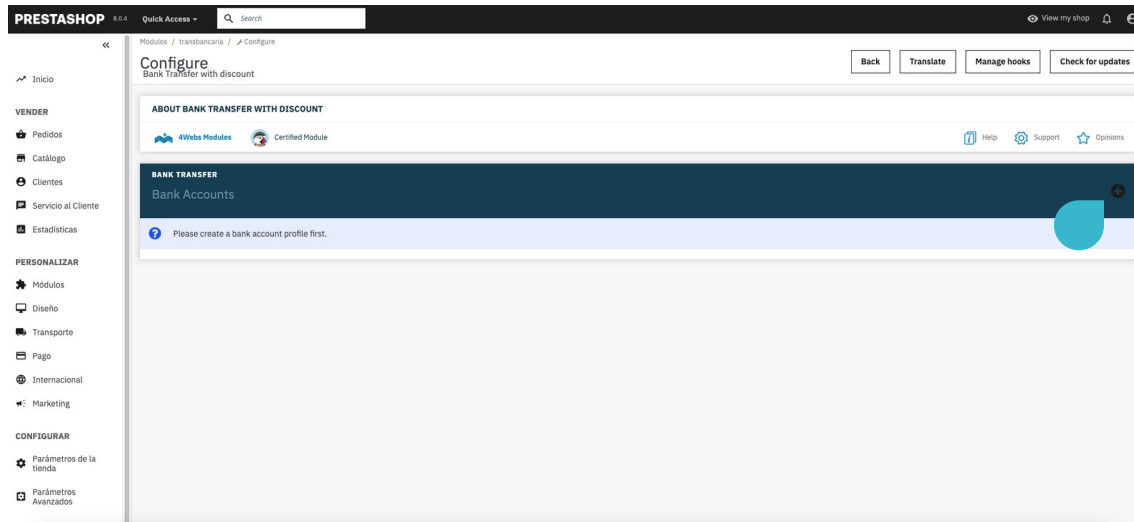 PRESTASHOP 8.0.4 Quick Access Search View my shop
Módulos / transbancaria / Configure
Configure
Bank Transfer with discount
Back Translate Manage hooks Check for updates
Inicio
VENDER
Pedidos
Catálogo
Clientes
Servicio al Cliente
Estadísticas
PERSONALIZAR
Módulos
Diseño
Transporte
Pago
Internacional
Marketing
CONFIGURAR
Parámetros de la
tienda
Parámetros
Avanzados
ABOUT BANK TRANSFER WITH DISCOUNT
4Webs Modules Certified Module Help Support Opinions
BANK TRANSFER
Bank Accounts
Please create a bank account profile first.